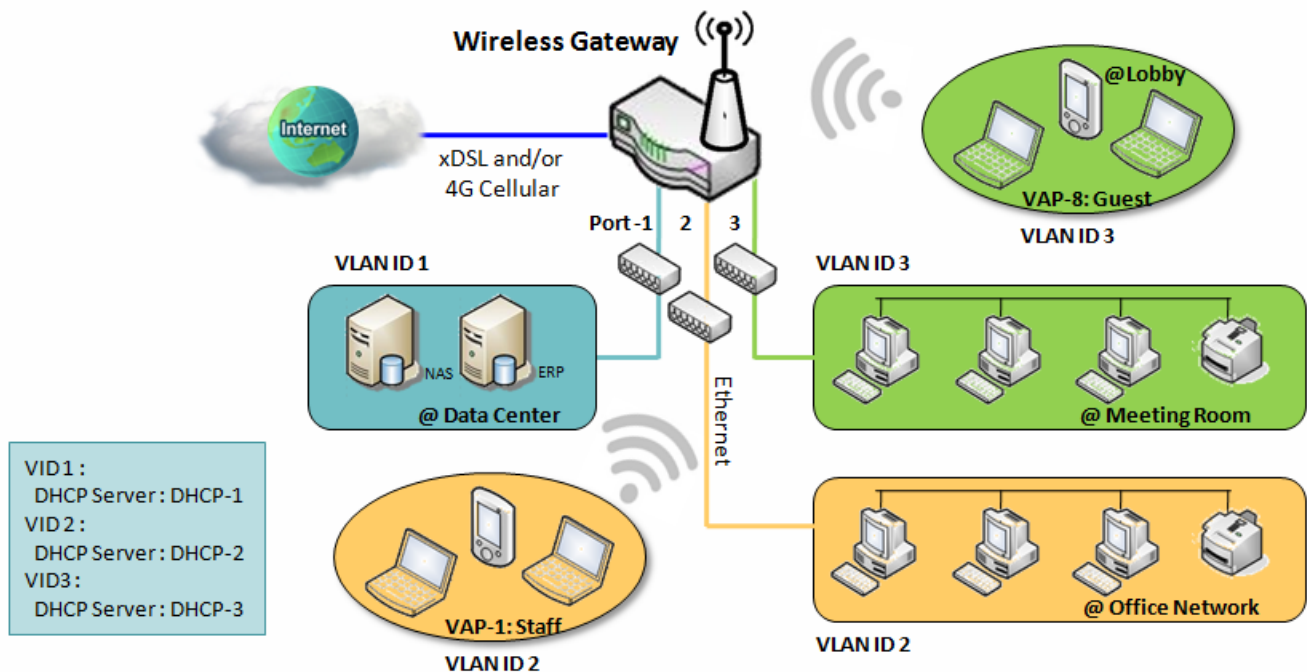 Wireless Gateway
@Lobby
Internet
xDSL and/or
4G Cellular
VAP-8: Guest
VLAN ID 3
Port -1
2
3
VLAN ID 1
VLAN ID 3
NAS
ERP
@ Data Center
Ethernet
@ Meeting Room
VID1 :
DHCP Server : DHCP-1
VID 2 :
DHCP Server : DHCP-2
VID3 :
DHCP Server : DHCP-3
VAP-1: Staff
VLAN ID 2
@ Office Network
VLAN ID 2